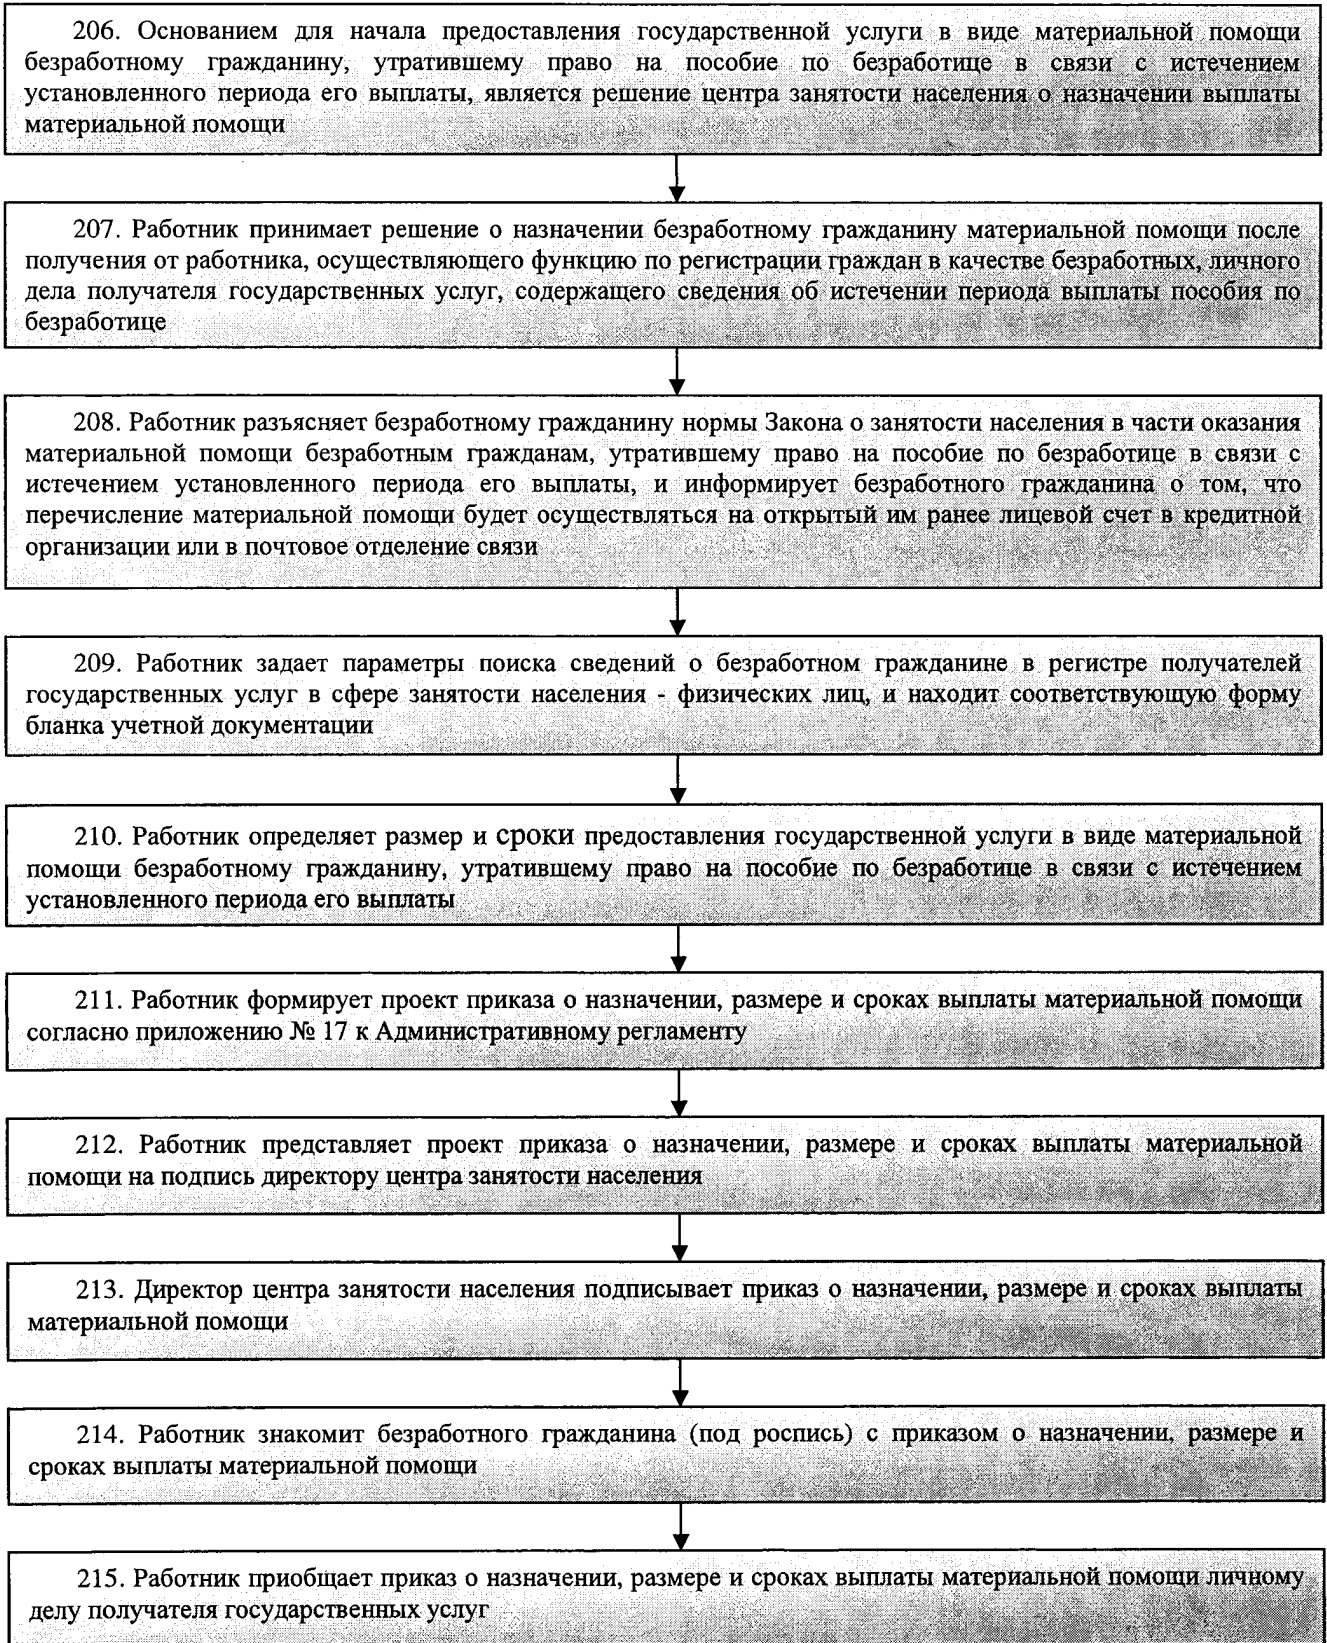 206. Основанием для начала предоставления государственной услуги в виде материальной помощи
безработному гражданину, утратившему право на пособие по безработице в связи с истечением
установленного периода его выплаты, является решение центра занятости населения о назначении выплаты
материальной помощи
207. Работник принимает решение о назначении безработному гражданину материальной помощи после
получения от работника, осуществляющего функцию по регистрации граждан в качестве безработных, личного
дела получателя государственных услуг, содержащего сведения об истечении периода выплаты пособия по
безработице
208. Работник разъясняет безработному гражданину нормы Закона о занятости населения в части оказания
материальной помощи безработным гражданам, утратившему право на пособие по безработице в связи с
истечением установленного периода его выплаты, и информирует безработного гражданина о том, что
перечисление материальной помощи будет осуществляться на открытый им ранее лицевой счет в кредитной
организации или в почтовое отделение связи
209. Работник задает параметры поиска сведений о безработном гражданине в регистре получателей
государственных услуг в сфере занятости населения - физических лиц, и находит соответствующую форму
бланка учетной документации
210. Работник определяет размер и сроки предоставления государственной услуги в виде материальной
помощи безработному гражданину, утратившему право на пособие по безработице в связи с истечением
установленного периода его выплаты
211. Работник формирует проект приказа о назначении, размере и сроках выплаты материальной помощи
согласно приложению № 17 к Административному регламенту
212. Работник представляет проект приказа о назначении, размере и сроках выплаты материальной
помощи на подпись директору центра занятости населения
213. Директор центра занятости населения подписывает приказ о назначении, размере и сроках выплаты
материальной помощи
214. Работник знакомит безработного гражданина (под роспись) с приказом о назначении, размере и
сроках выплаты материальной помощи
215. Работник приобщает приказ о назначении, размере и сроках выплаты материальной помощи личному
делу получателя государственных услуг